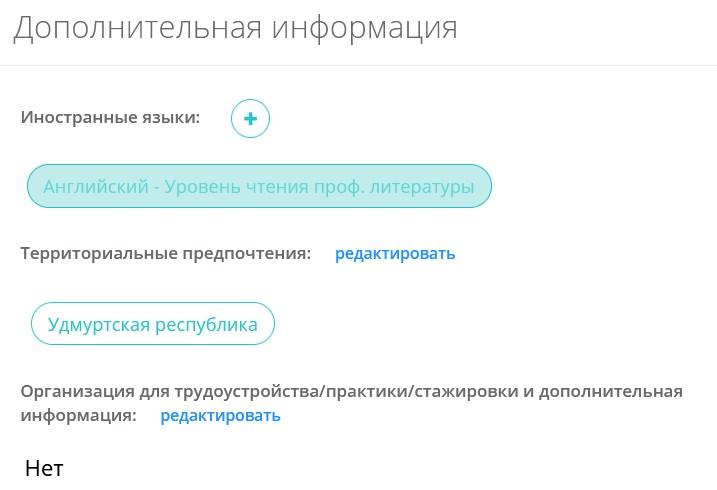 Дополнительная информация
Иностранные языки:
Английский - Уровень чтения проф. литературы
Территориальные предпочтения: редактировать
Удмуртская республика
Организация для трудоустройства/практики/стажировки и дополнительная
информация: редактировать
Нет